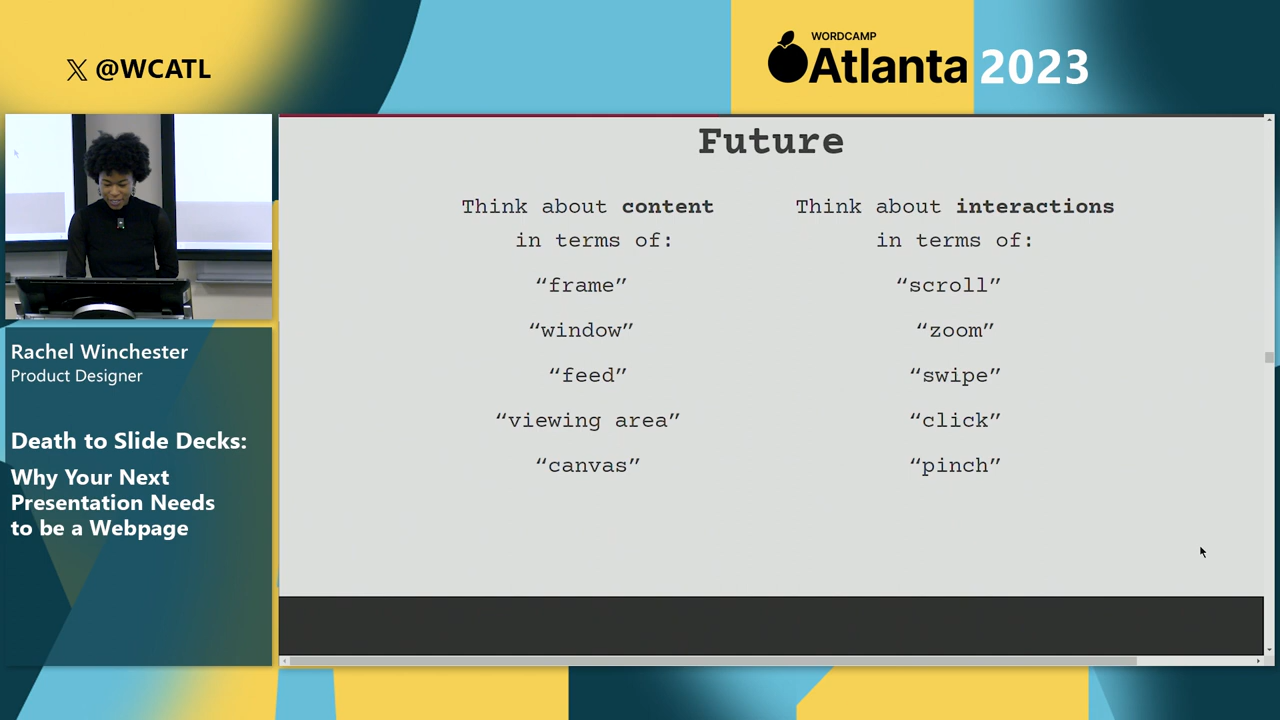 𝕏 @WCATL
WORDCAMP
Atlanta 2023
Rachel Winchester
Product Designer
Death to Slide Decks:
Why Your Next
Presentation Needs
to be a Webpage
Future
Think about content
in terms of:
“frame”
“window”
“feed”
“viewing area”
“canvas”
Think about interactions
in terms of:
“scroll”
“zoom”
“swipe”
“click”
“pinch”